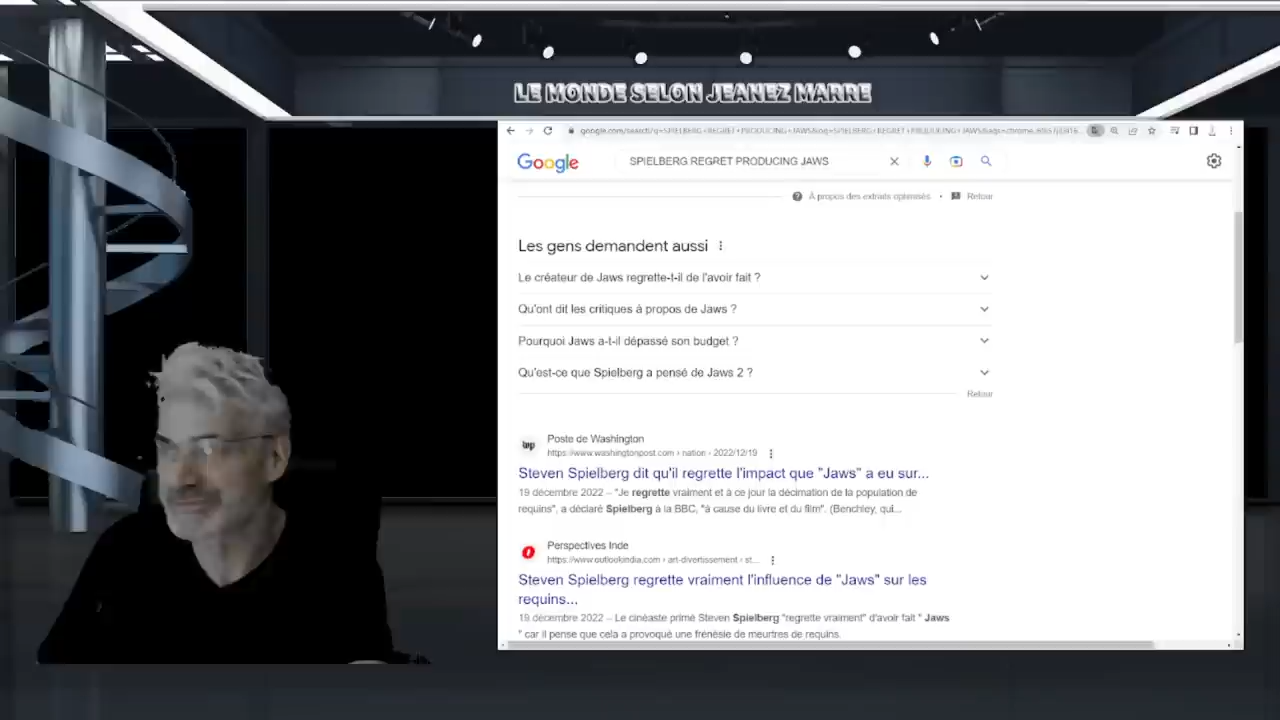 LE MONDE SELON JEANEZ MARRE
Google
SPIELBERG REGRET PRODUCING JAWS
À propos des extraits optimisés • Retour
Les gens demandent aussi
Le créateur de Jaws regrette-t-il de l'avoir fait ?
Qu'ont dit les critiques à propos de Jaws ?
Pourquoi Jaws a-t-il dépassé son budget ?
Qu'est-ce que Spielberg a pensé de Jaws 2 ?
Retour
wp
Poste de Washington
https://www.washingtonpost.com › nation › 2022/12/19
Steven Spielberg dit qu'il regrette l'impact que "Jaws" a eu sur...
19 décembre 2022 – "Je regrette vraiment et à ce jour la décimation de la population de
requins", a déclaré Spielberg à la BBC, "à cause du livre et du film". (Benchley, qui...
Perspectives Inde
https://www.outlookindia.com › art-divertissement › st...
Steven Spielberg regrette vraiment l'influence de "Jaws" sur les
requins...
19 décembre 2022 – Le cinéaste primé Steven Spielberg "regrette vraiment" d'avoir fait " Jaws
" car il pense que cela a provoqué une frénésie de meurtres de requins.